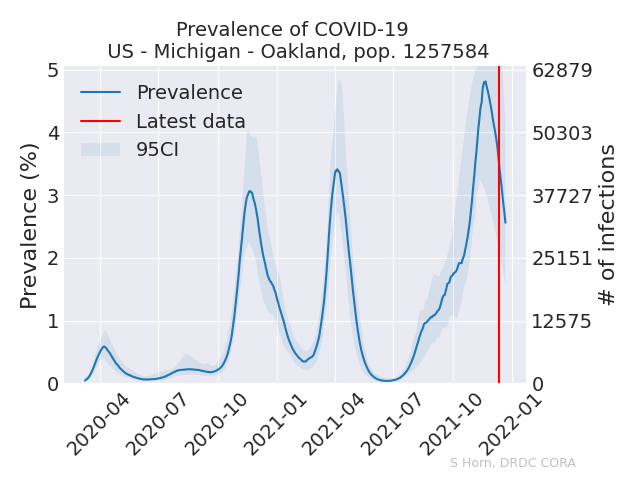 Prevalence of COVID-19
US - Michigan - Oakland, pop. 1257584
Prevalence (%)
5
4
3
2
1
0
Prevalence
Latest data
95CI
62879
50303
37727
25151
12575
0
# of infections
2020-04
2020-07
2020-10
2021-01
2021-04
2021-07
2021-10
2022-01
S Horn, DRDC CORA